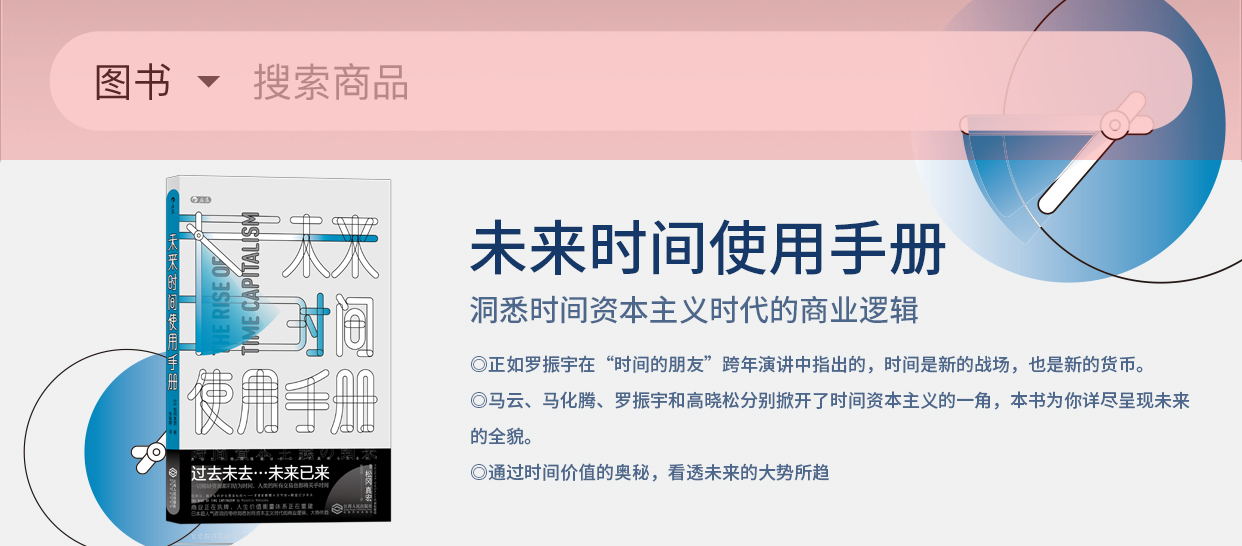 图书 搜索商品
未来时间使用手册
洞悉时间资本主义时代的商业逻辑
◎正如罗振宇在“时间的朋友”跨年演讲中指出的，时间是新的战场，也是新的货币。
◎马云、马化腾、罗振宇和高晓松分别掀开了时间资本主义的一角，本书为你详尽呈现未来
的全貌。
◎通过时间价值的奥秘，看透未来的大势所趋
未来时间使用手册
THE RISE OF
TIME CAPITALISM
未来
时间
使用手册
过去未去…未来已来
松冈真宏